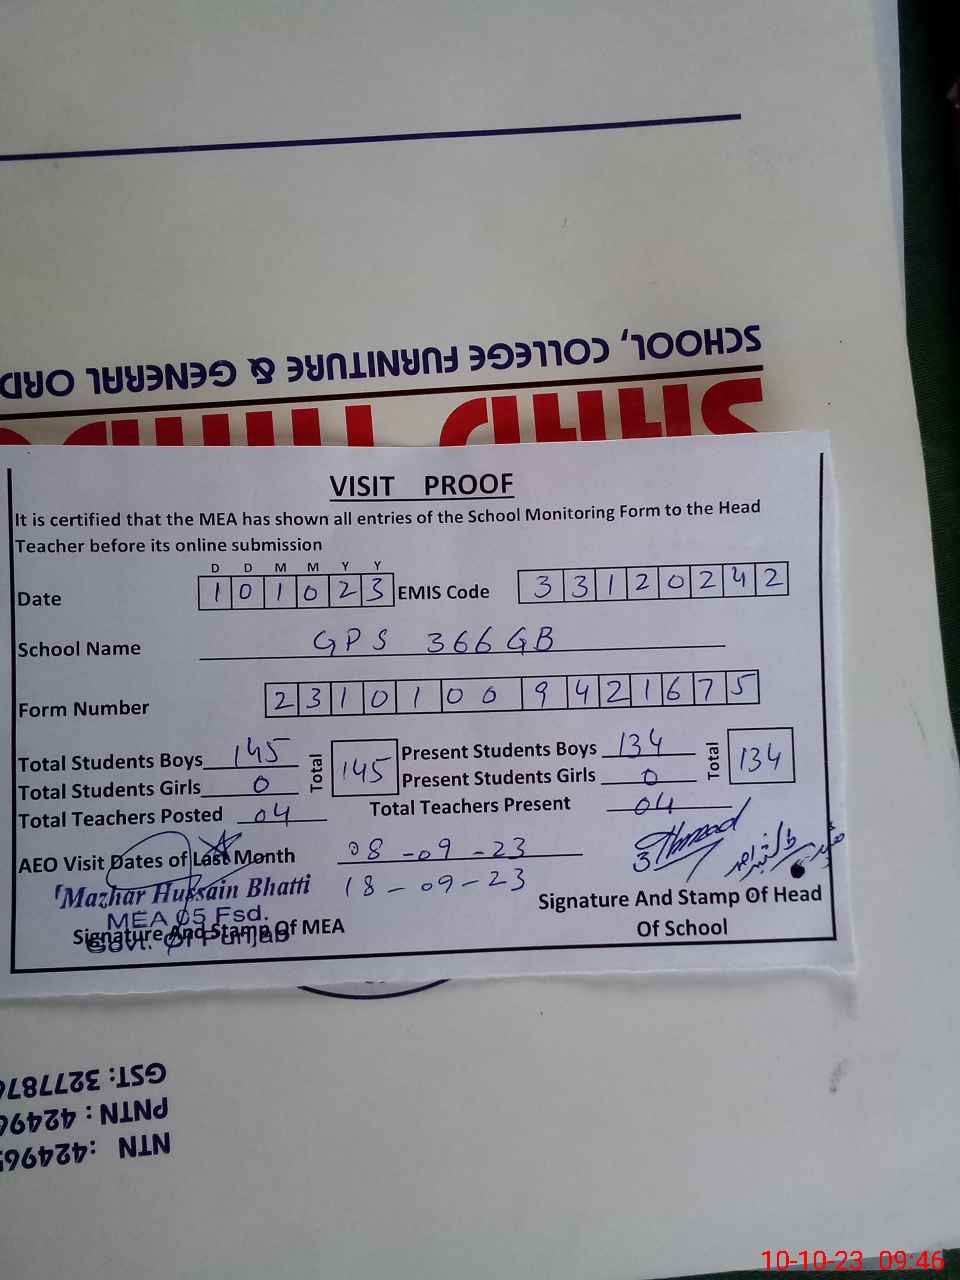 SCHOOL, COLLEGE FURNITURE & GENERAL ORD
VISIT PROOF
It is certified that the MEA has shown all entries of the School Monitoring Form to the Head
Teacher before its online submission
D D M M Y Y
Date 1 0 1 0 2 3 EMIS Code 3 3 1 2 0 2 4 2
School Name GPS 366 GB
Form Number 2 3 1 0 1 0 0 9 4 2 1 6 7 5
Total Students Boys 145 Total 145 Present Students Boys 134 Total 134
Total Students Girls 0 Present Students Girls 0
Total Teachers Posted 04 Total Teachers Present 04
AEO Visit Dates of Last Month 08-09-23
18-09-23
Mazhar Hussain Bhatti
MEA 05 Fsd.
Govt. Of Punjab
Signature And Stamp Of MEA
Signature And Stamp Of Head
Of School
GST: 327787
PNTN : 42496
NTN :42496
10-10-23 09:46